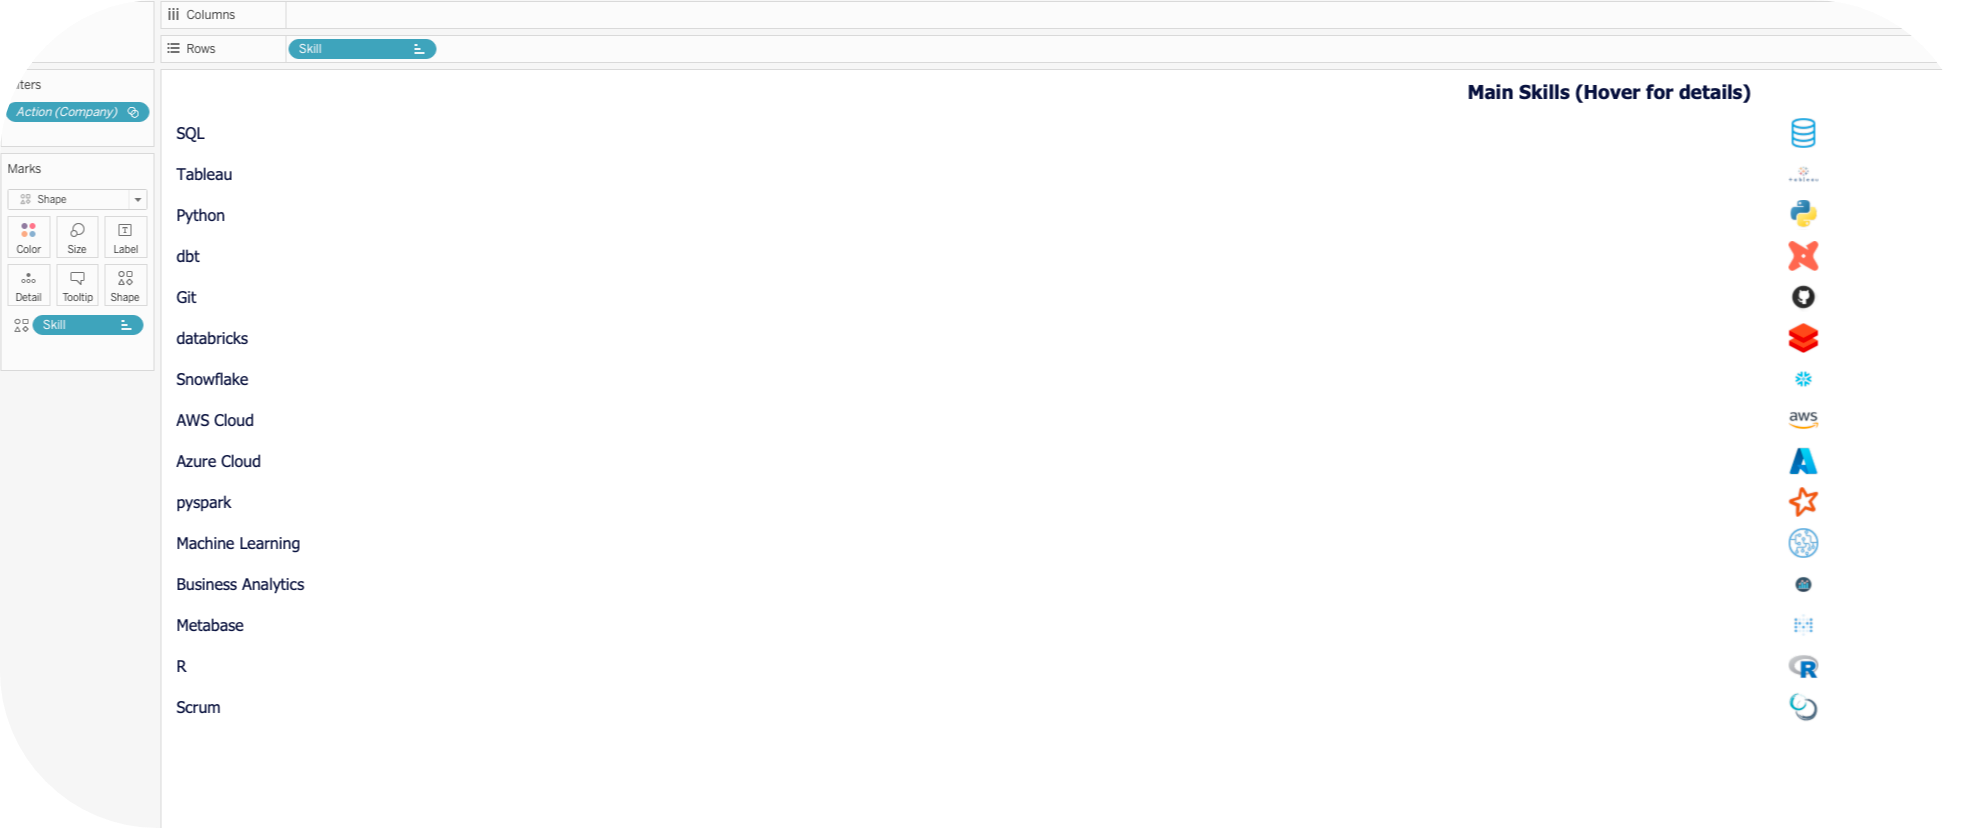 Columns
Rows
Skill
Action (Company)
Marks
Shape
Color
Size
Label
Detail
Tooltip
Shape
Skill
Main Skills (Hover for details)
SQL
Tableau
Python
dbt
Git
databricks
Snowflake
AWS Cloud
aws
Azure Cloud
pyspark
Machine Learning
Business Analytics
Metabase
R
R
Scrum